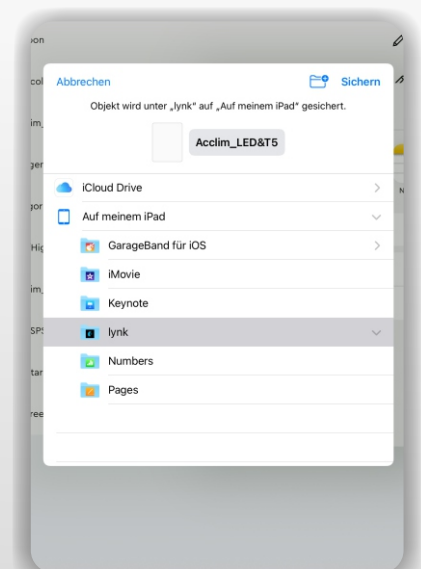 oon
Abbrechen
Sichern
Objekt wird unter „lynk“ auf „Auf meinem iPad“ gesichert.
Acclim_LED&T5
iCloud Drive
Auf meinem iPad
GarageBand für iOS
iMovie
Keynote
lynk
Numbers
Pages